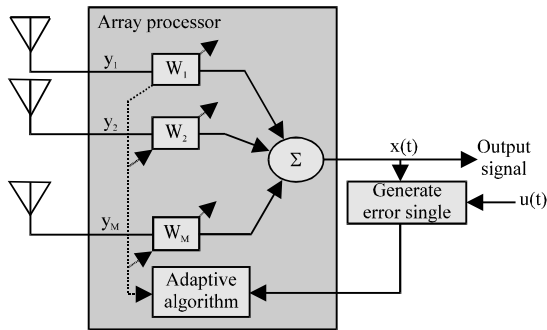 Array processor
y1
W1
y2
W2
yM
WM
Σ
x(t)
Output
signal
Generate
error single
u(t)
Adaptive
algorithm